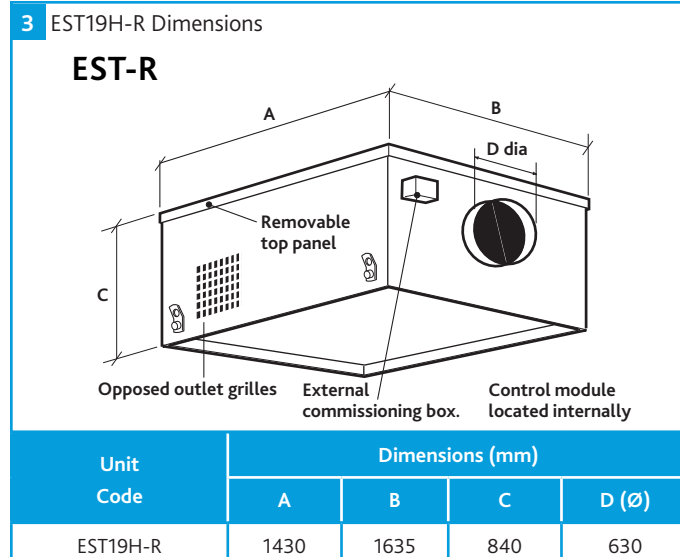 3 EST19H-R Dimensions
EST-R
A
B
D dia
Removable
top panel
C
Opposed outlet grilles
External
commissioning box.
Control module
located internally
Unit
Code
Dimensions (mm)
A B C D (Ø)
EST19H-R 1430 1635 840 630